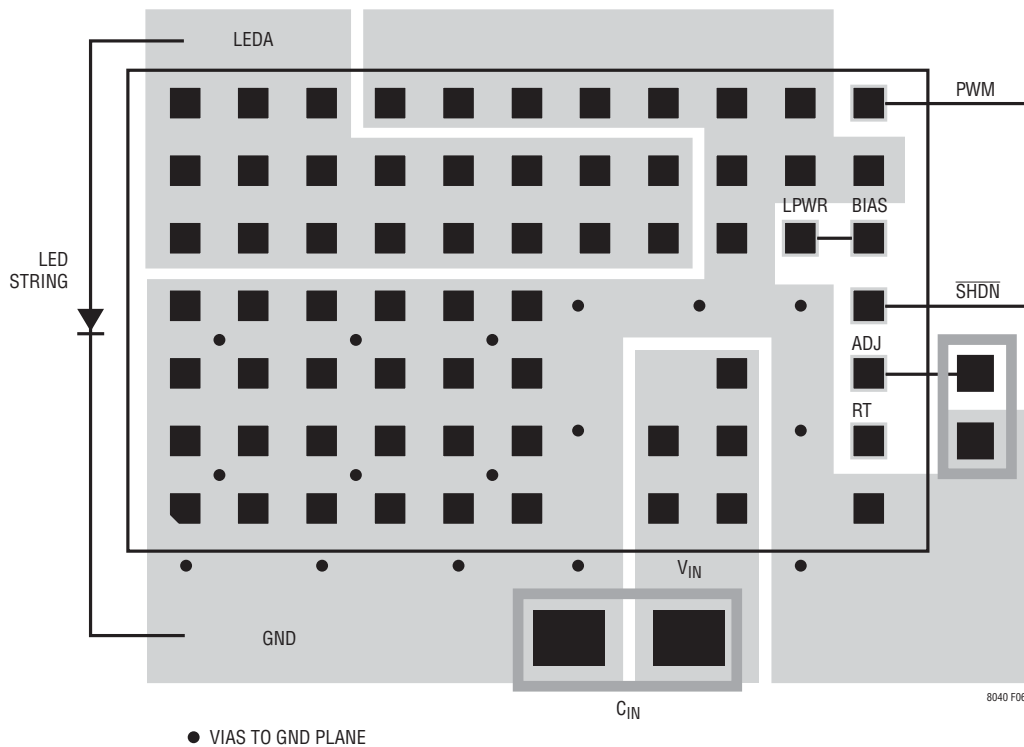 LEDA
PWM
LPWR BIAS
LED
STRING
SHDN
ADJ
RT
VIN
GND
8040 F06
CIN
VIAS TO GND PLANE